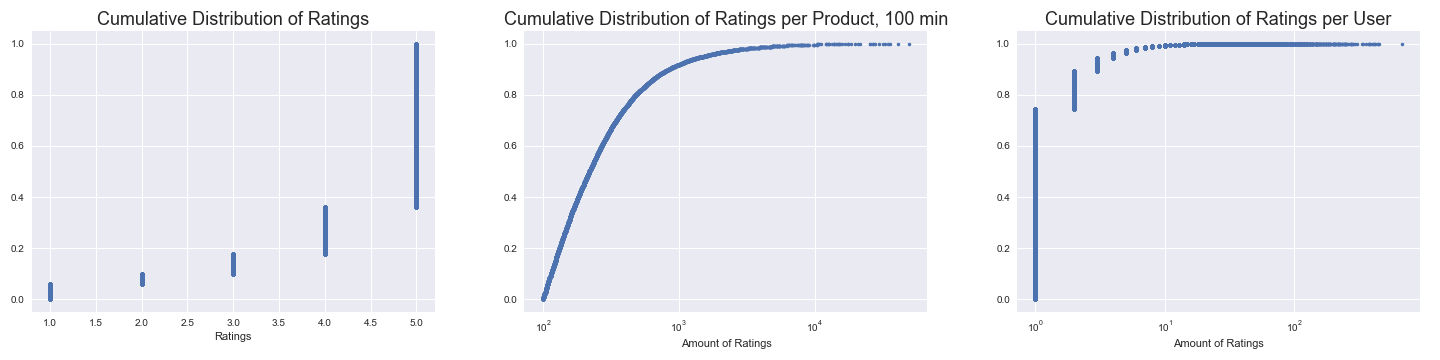 Cumulative Distribution of Ratings
1.0
0.8
0.6
0.4
0.2
0.0
1.0 1.5 2.0 2.5 3.0 3.5 4.0 4.5 5.0
Ratings
Cumulative Distribution of Ratings per Product, 100 min
1.0
0.8
0.6
0.4
0.2
0.0
10² 10³ 10⁴
Amount of Ratings
Cumulative Distribution of Ratings per User
1.0
0.8
0.6
0.4
0.2
0.0
10⁰ 10¹ 10²
Amount of Ratings